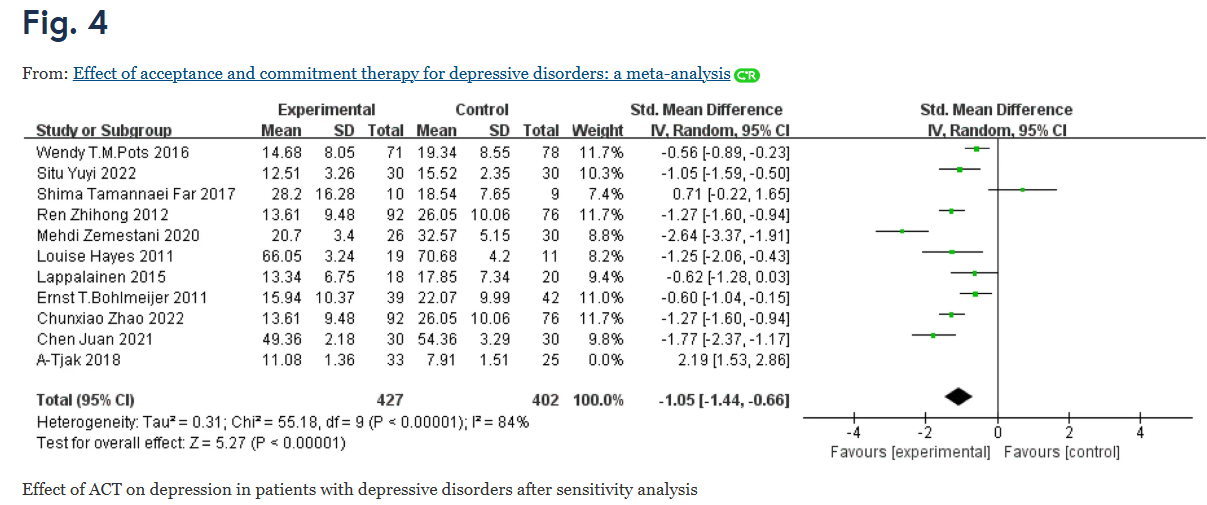 Fig. 4
From: Effect of acceptance and commitment therapy for depressive disorders: a meta-analysis CR
Experimental Control Std. Mean Difference Std. Mean Difference
Study or Subgroup Mean SD Total Mean SD Total Weight IV, Random, 95% CI IV, Random, 95% CI
Wendy T.M.Pots 2016 14.68 8.05 71 19.34 8.55 78 11.7% -0.56 [-0.89, -0.23]
Situ Yuyi 2022 12.51 3.26 30 15.52 2.35 30 10.3% -1.05 [-1.59, -0.50]
Shima Tamannaei Far 2017 28.2 16.28 10 18.54 7.65 9 7.4% 0.71 [-0.22, 1.65]
Ren Zhihong 2012 13.61 9.48 92 26.05 10.06 76 11.7% -1.27 [-1.60, -0.94]
Mehdi Zemestani 2020 20.7 3.4 26 32.57 5.15 30 8.8% -2.64 [-3.37, -1.91]
Louise Hayes 2011 66.05 3.24 19 70.68 4.2 11 8.2% -1.25 [-2.06, -0.43]
Lappalainen 2015 13.34 6.75 18 17.85 7.34 20 9.4% -0.62 [-1.28, 0.03]
Ernst T.Bohlmeijer 2011 15.94 10.37 39 22.07 9.99 42 11.0% -0.60 [-1.04, -0.15]
Chunxiao Zhao 2022 13.61 9.48 92 26.05 10.06 76 11.7% -1.27 [-1.60, -0.94]
Chen Juan 2021 49.36 2.18 30 54.36 3.29 30 9.8% -1.77 [-2.37, -1.17]
A-Tjak 2018 11.08 1.36 33 7.91 1.51 25 0.0% 2.19 [1.53, 2.86]
Total (95% CI) 427 402 100.0% -1.05 [-1.44, -0.66]
Heterogeneity: Tau² = 0.31; Chi² = 55.18, df = 9 (P < 0.00001); I² = 84%
Test for overall effect: Z = 5.27 (P < 0.00001)
-4 -2 0 2 4
Favours [experimental] Favours [control]
Effect of ACT on depression in patients with depressive disorders after sensitivity analysis